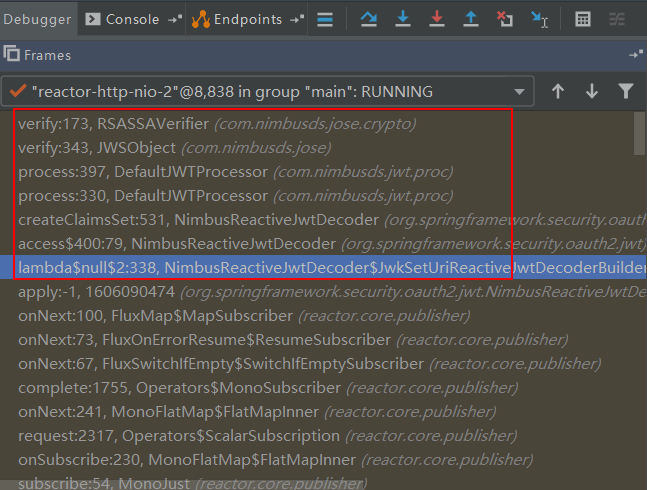 Debugger Console Endpoints
Frames
"reactor-http-nio-2"@8,838 in group "main": RUNNING
verify:173, RSASSAVerifier (com.nimbusds.jose.crypto)
verify:343, JWSObject (com.nimbusds.jose)
process:397, DefaultJWTProcessor (com.nimbusds.jwt.proc)
process:330, DefaultJWTProcessor (com.nimbusds.jwt.proc)
createClaimsSet:531, NimbusReactiveJwtDecoder (org.springframework.security.oauth
access$400:79, NimbusReactiveJwtDecoder (org.springframework.security.oauth2.jwt)
lambda$null$2:338, NimbusReactiveJwtDecoder$JwkSetUriReactiveJwtDecoderBuilder
apply:-1, 1606090474 (org.springframework.security.oauth2.jwt.NimbusReactiveJwtDe
onNext:100, FluxMap$MapSubscriber (reactor.core.publisher)
onNext:73, FluxOnErrorResume$ResumeSubscriber (reactor.core.publisher)
onNext:67, FluxSwitchIfEmpty$SwitchIfEmptySubscriber (reactor.core.publisher)
complete:1755, Operators$MonoSubscriber (reactor.core.publisher)
onNext:241, MonoFlatMap$FlatMapInner (reactor.core.publisher)
request:2317, Operators$ScalarSubscription (reactor.core.publisher)
onSubscribe:230, MonoFlatMap$FlatMapInner (reactor.core.publisher)
subscribe:54, MonoJust (reactor.core.publisher)